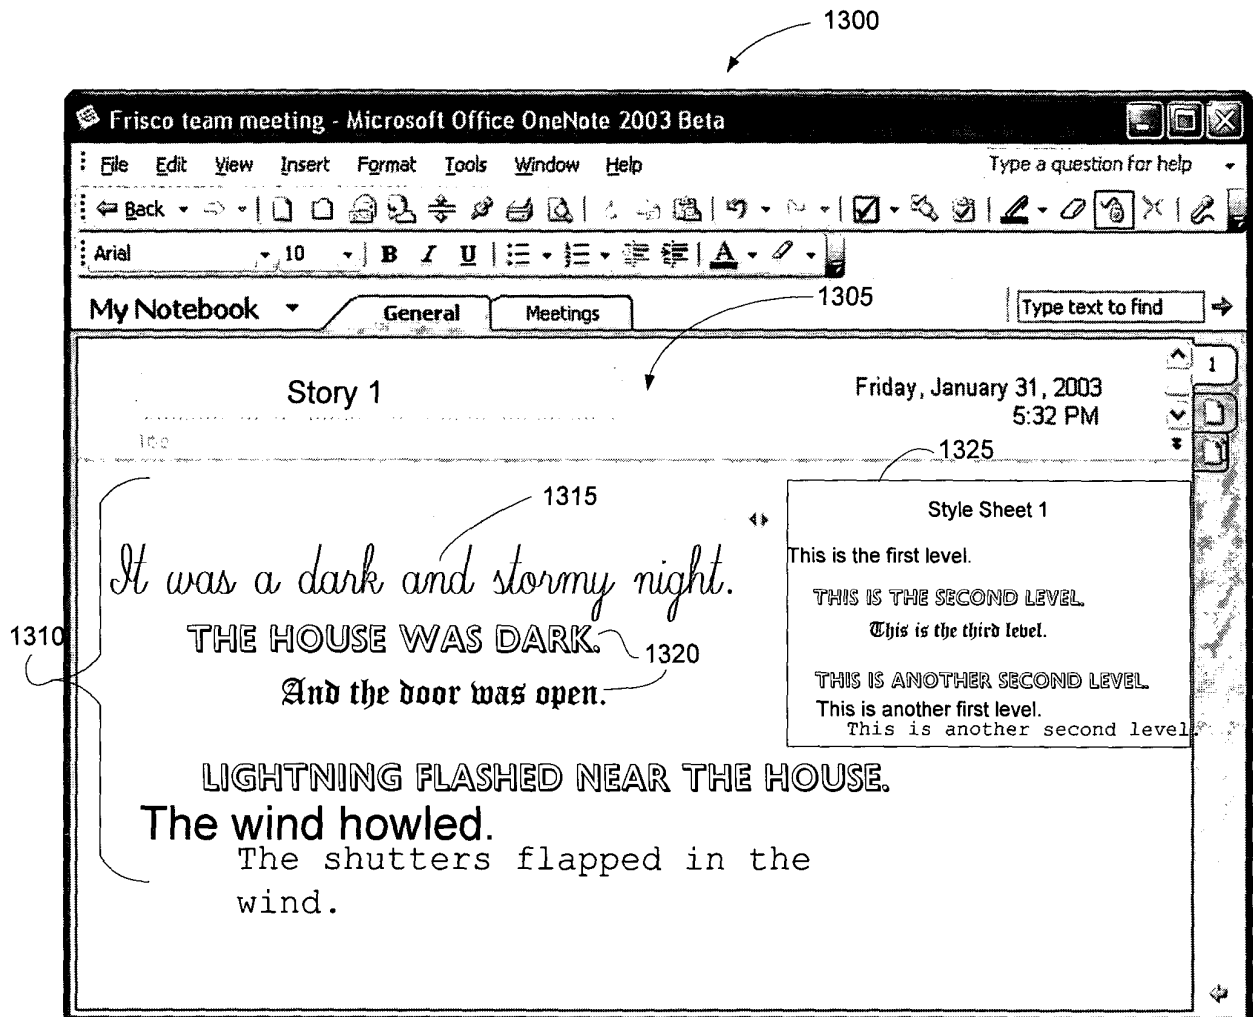 1300
Frisco team meeting - Microsoft Office OneNote 2003 Beta
File Edit View Insert Format Tools Window Help Type a question for help
Back
Arial 10 B I U A
My Notebook General Meetings 1305 Type text to find
1
Story 1
Friday, January 31, 2003
5:32 PM
1325
1315
Style Sheet 1
This is the first level.
THIS IS THE SECOND LEVEL.
This is the third level.
THIS IS ANOTHER SECOND LEVEL.
This is another first level.
This is another second level.
It was a dark and stormy night.
1310
THE HOUSE WAS DARK.
1320
And the door was open.
LIGHTNING FLASHED NEAR THE HOUSE.
The wind howled.
The shutters flapped in the
wind.